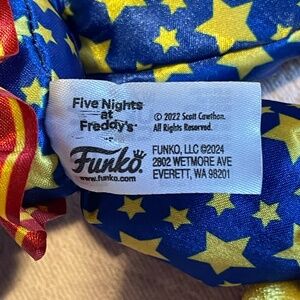 Five Nights
at
Freddy's™
© 2022 Scott Cawthon.
All Rights Reserved.
Funko
www.funko.com
FUNKO, LLC ©2024
2802 WETMORE AVE
EVERETT, WA 98201